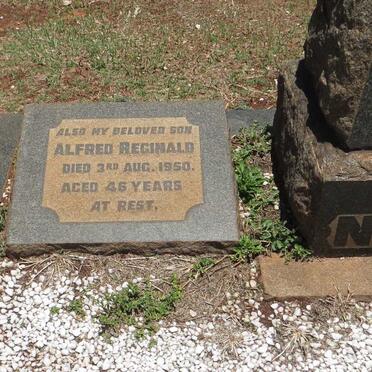 ALSO MY BELOVED SON
ALFRED REGINALD
DIED 3RD AUG. 1950.
AGED 46 YEARS
AT REST.